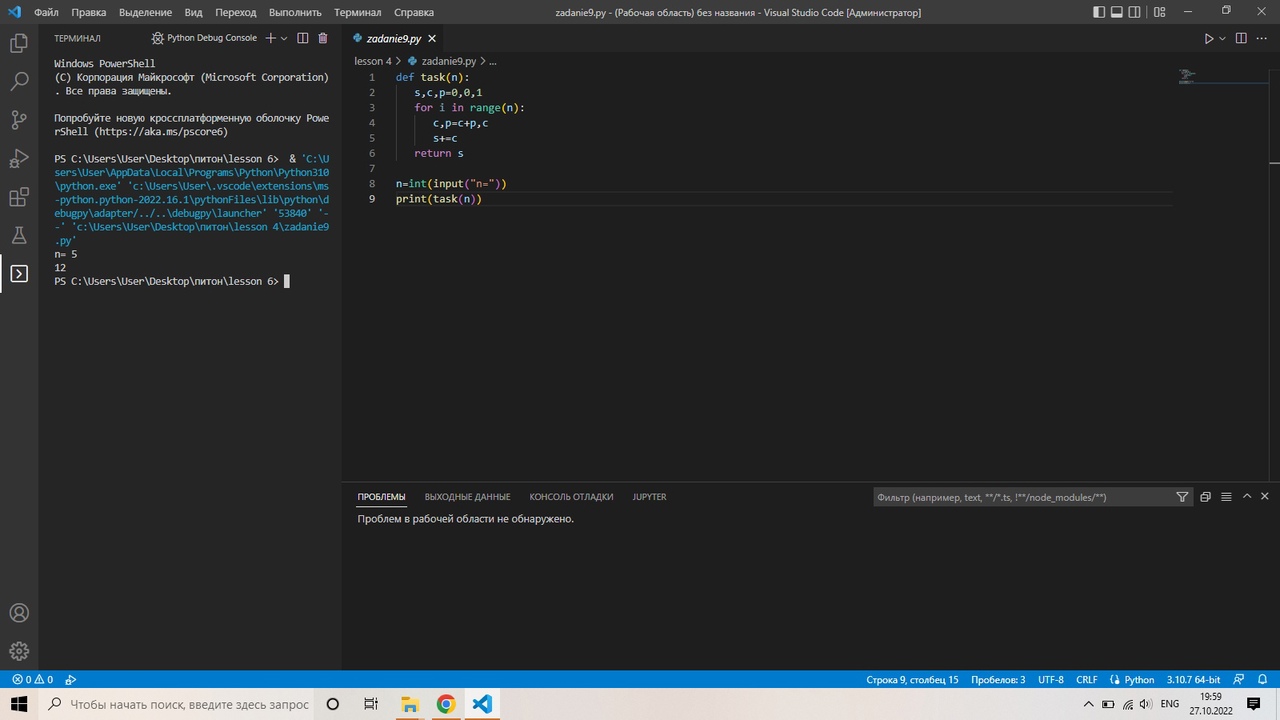 Файл Правка Выделение Вид Переход Выполнить Терминал Справка zadanie9.py - (Рабочая область) без названия - Visual Studio Code [Администратор]
ТЕРМИНАЛ Python Debug Console
Windows PowerShell
(C) Корпорация Майкрософт (Microsoft Corporation)
. Все права защищены.
Попробуйте новую кроссплатформенную оболочку Powe
rShell (https://aka.ms/pscore6)
PS C:\Users\User\Desktop\питон\lesson 6>  & 'C:\U
sers\User\AppData\Local\Programs\Python\Python310
\python.exe' 'c:\Users\User\.vscode\extensions\ms
-python.python-2022.16.1\pythonFiles\lib\python\d
ebugpy\adapter/../..\debugpy\launcher' '53840' '-
-' 'c:\Users\User\Desktop\питон\lesson 4\zadanie9
.py'
n= 5
12
PS C:\Users\User\Desktop\питон\lesson 6>
zadanie9.py
lesson 4 > zadanie9.py > ...
1 def task(n):
2 s,c,p=0,0,1
3 for i in range(n):
4 c,p=c+p,c
5 s+=c
6 return s
7
8 n=int(input("n="))
9 print(task(n))
ПРОБЛЕМЫ ВЫХОДНЫЕ ДАННЫЕ КОНСОЛЬ ОТЛАДКИ JUPYTER Фильтр (например, text, **/*.ts, !**/node_modules/**)
Проблем в рабочей области не обнаружено.
0 0 Строка 9, столбец 15 Пробелов: 3 UTF-8 CRLF Python 3.10.7 64-bit
Чтобы начать поиск, введите здесь запрос ENG 19:59
27.10.2022